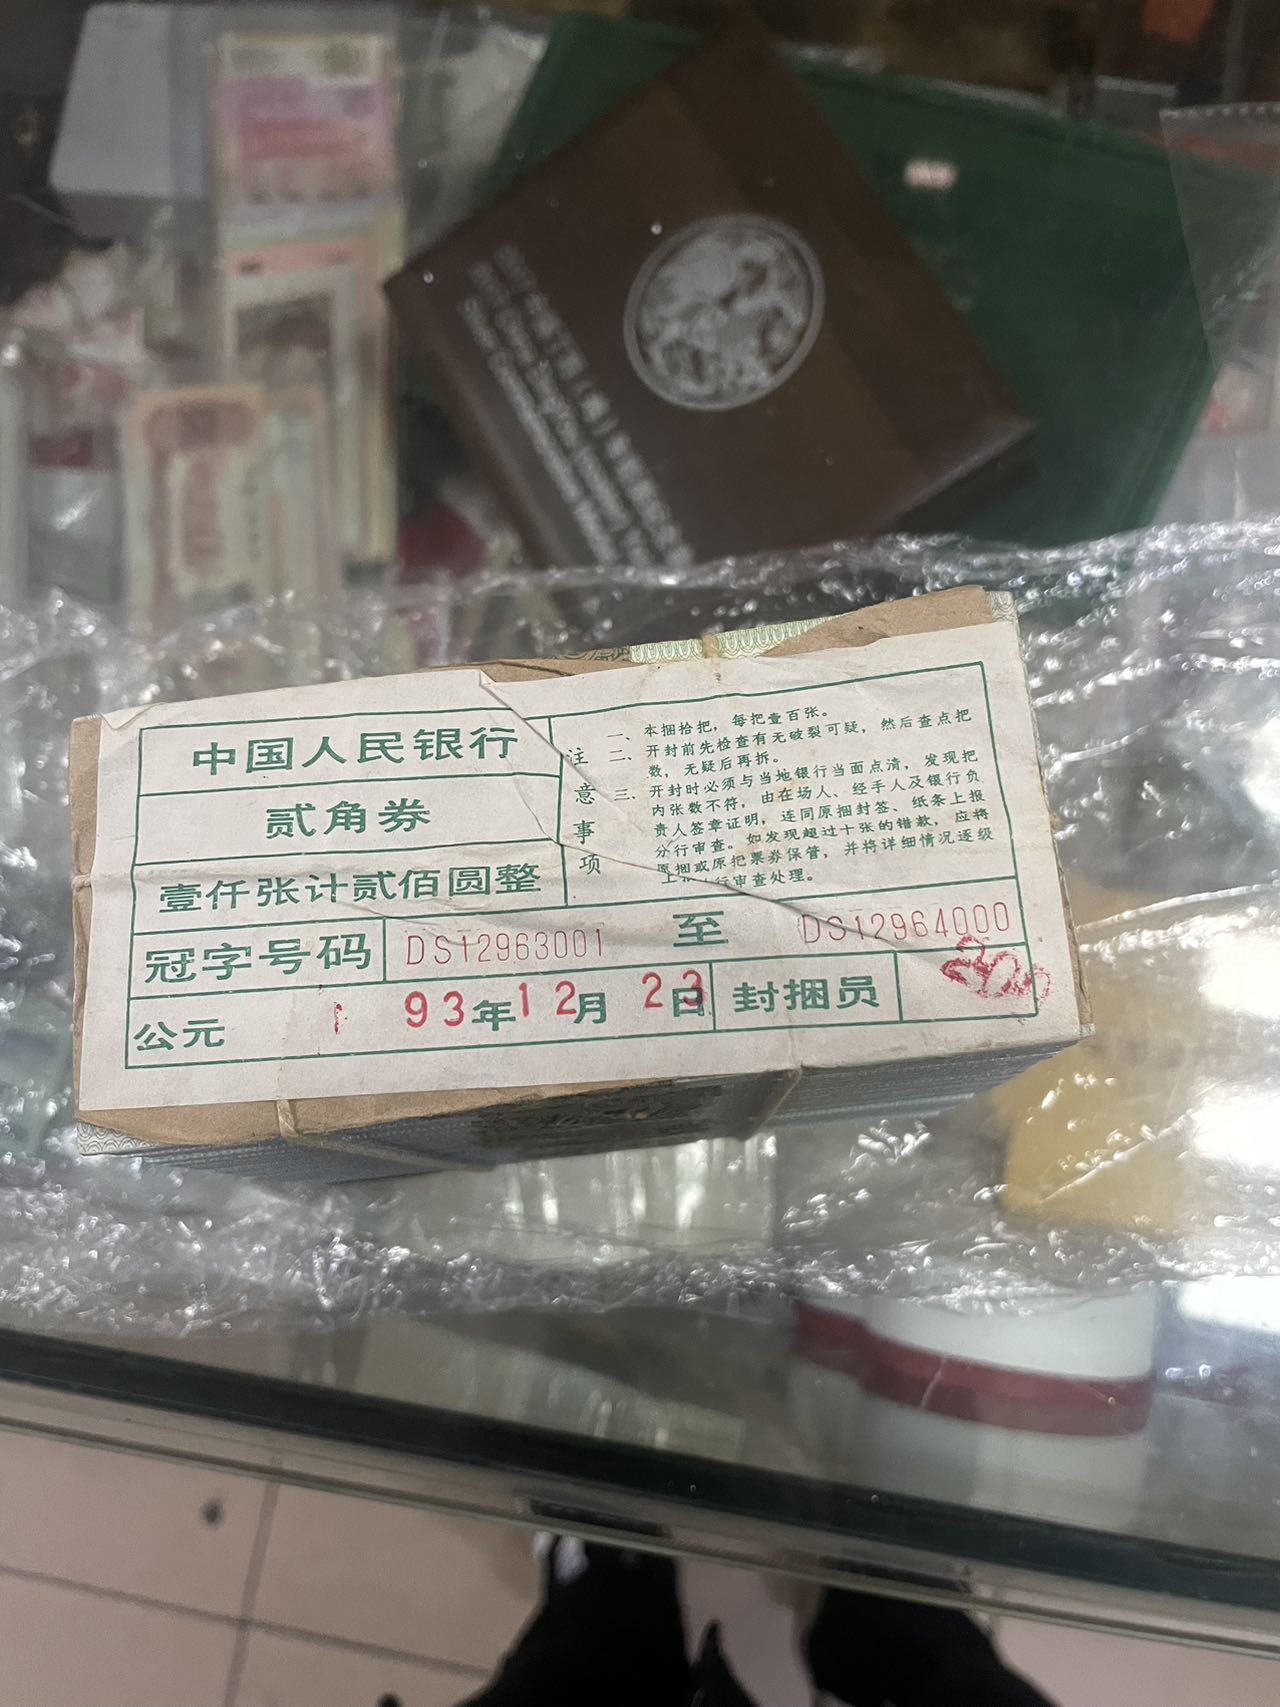 中国人民银行
贰角券
壹仟张计贰佰圆整
注意事项
一、本捆拾把，每把壹百张。
二、开封前先检查有无破裂可疑，然后查点把
数，无疑后再拆。
三、开封时必须与当地银行当面点清，发现把
内张数不符，由在场人、经手人及银行负
责人签章证明，连同原捆封签、纸条上报
分行审查。如发现超过十张的错款，应将
原捆或原把票券保管，并将详细情况逐级
上报 行审查处理。
冠字号码 DS12963001 至 DS12964000
公元 1 93年12月 23日 封捆员